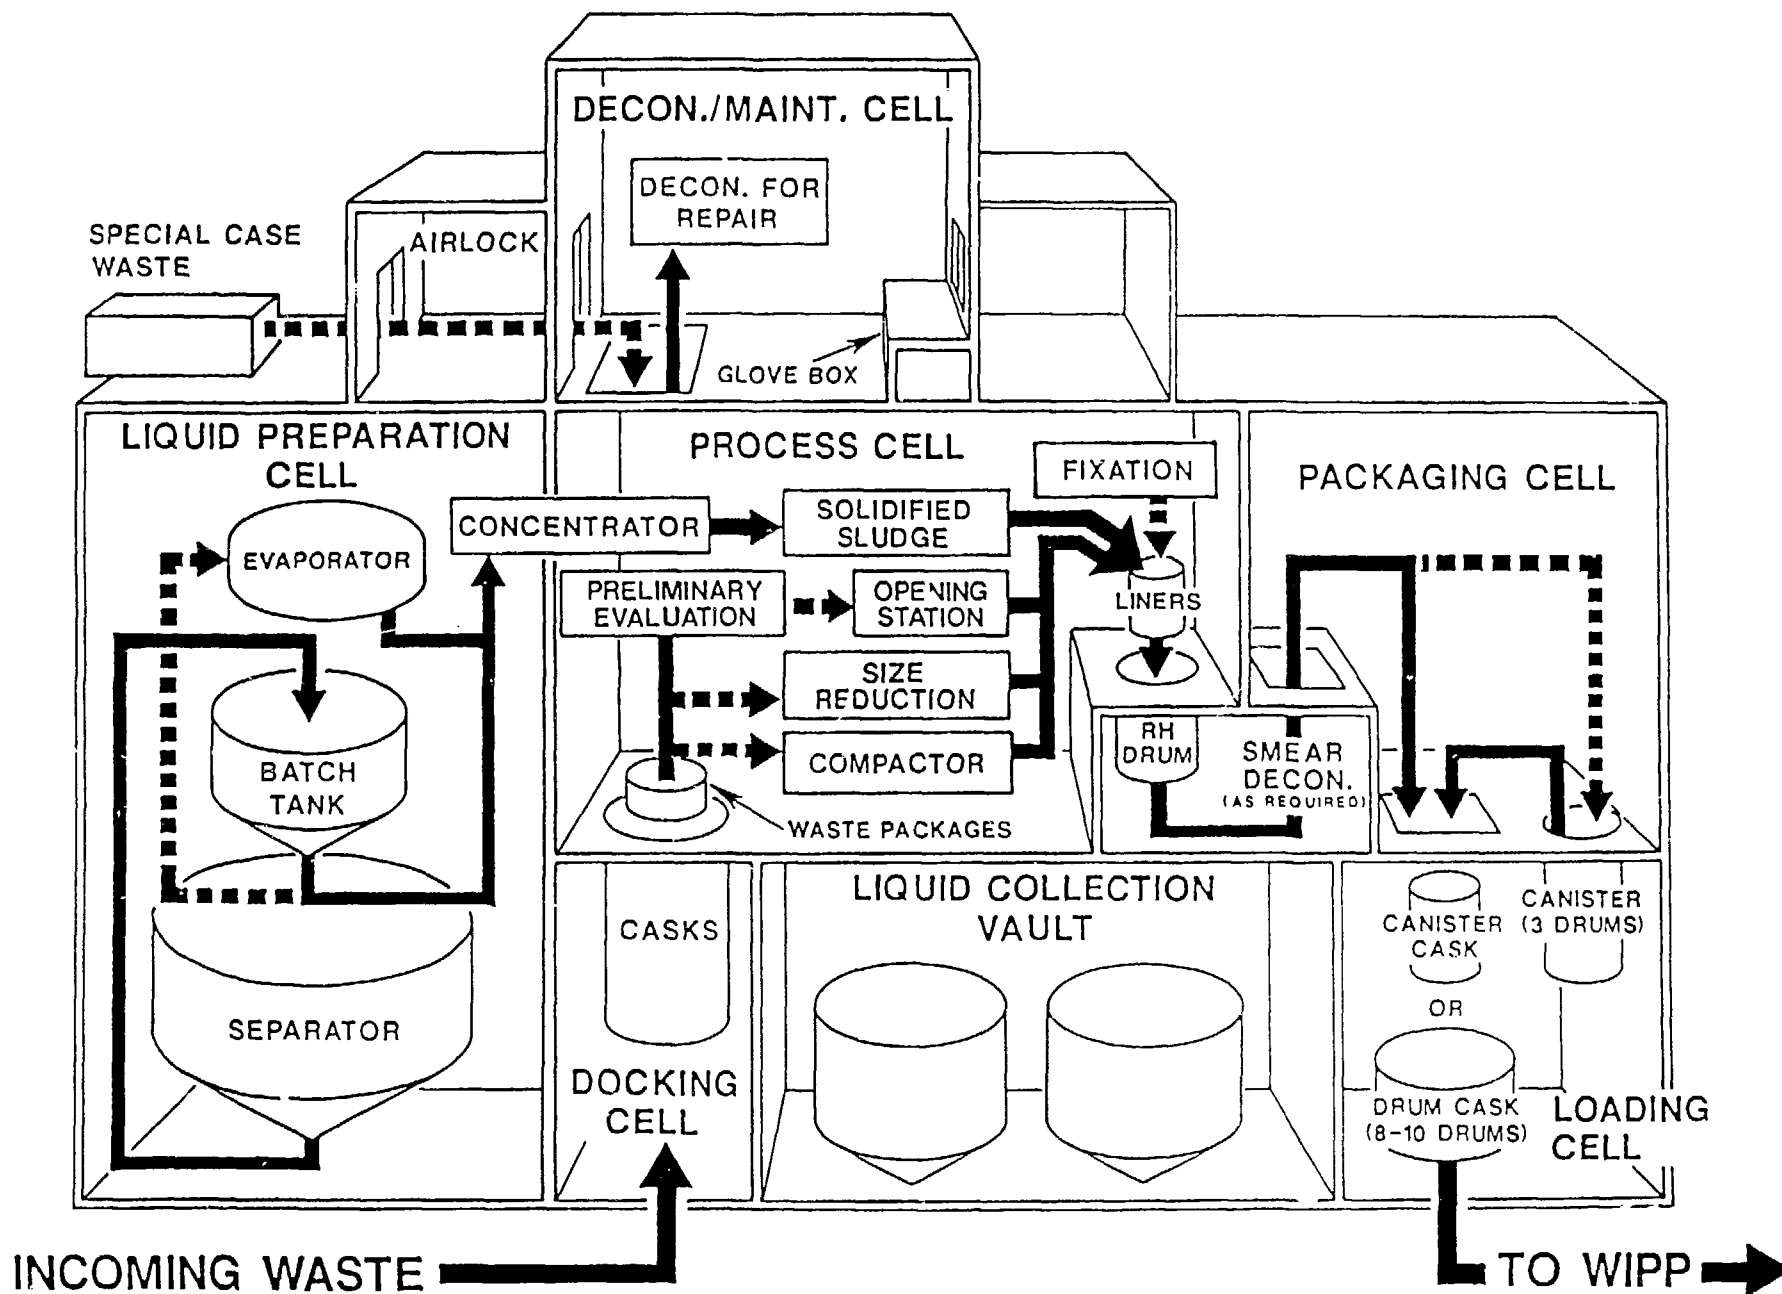 DECON./MAINT. CELL
DECON. FOR
REPAIR
SPECIAL CASE
WASTE
AIRLOCK
GLOVE BOX
LIQUID PREPARATION
CELL
PROCESS CELL
FIXATION
PACKAGING CELL
CONCENTRATOR
SOLIDIFIED
SLUDGE
EVAPORATOR
PRELIMINARY
EVALUATION
OPENING
STATION
LINERS
SIZE
REDUCTION
BATCH
TANK
COMPACTOR
RH
DRUM
SMEAR
DECON.
(AS REQUIRED)
WASTE PACKAGES
LIQUID COLLECTION
VAULT
CASKS
CANISTER
CASK
CANISTER
(3 DRUMS)
OR
SEPARATOR
DOCKING
CELL
DRUM CASK
(8-10 DRUMS)
LOADING
CELL
INCOMING WASTE
TO WIPP